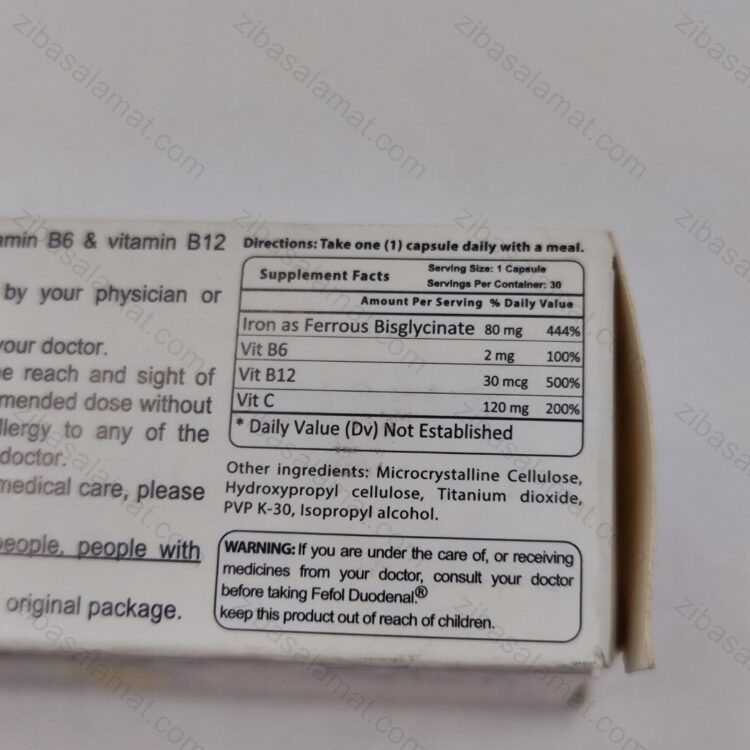 amin B6 & vitamin B12
by your physician or
your doctor.
e reach and sight of
mended dose without
llergy to any of the
doctor.
medical care, please
people, people with
original package.
Directions: Take one (1) capsule daily with a meal.
Supplement Facts
Serving Size: 1 Capsule
Servings Per Container: 30
Amount Per Serving % Daily Value
Iron as Ferrous Bisglycinate 80 mg 444%
Vit B6 2 mg 100%
Vit B12 30 mcg 500%
Vit C 120 mg 200%
* Daily Value (Dv) Not Established
Other ingredients: Microcrystalline Cellulose,
Hydroxypropyl cellulose, Titanium dioxide,
PVP K-30, Isopropyl alcohol.
WARNING: If you are under the care of, or receiving
medicines from your doctor, consult your doctor
before taking Fefol Duodenal.®
keep this product out of reach of children.
zibasalamat.com